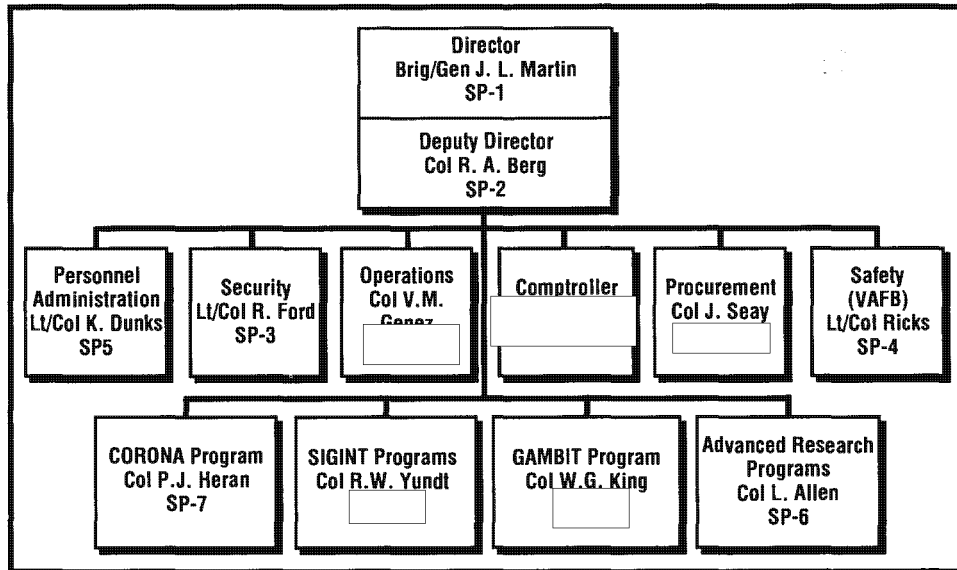 Director
Brig/Gen J. L. Martin
SP-1
Deputy Director
Col R. A. Berg
SP-2
Personnel
Administration
Lt/Col K. Dunks
SP5
Security
Lt/Col R. Ford
SP-3
Operations
Col V.M.
Genez
Comptroller
Procurement
Col J. Seay
Safety
(VAFB)
Lt/Col Ricks
SP-4
CORONA Program
Col P.J. Heran
SP-7
SIGINT Programs
Col R.W. Yundt
GAMBIT Program
Col W.G. King
Advanced Research
Programs
Col L. Allen
SP-6